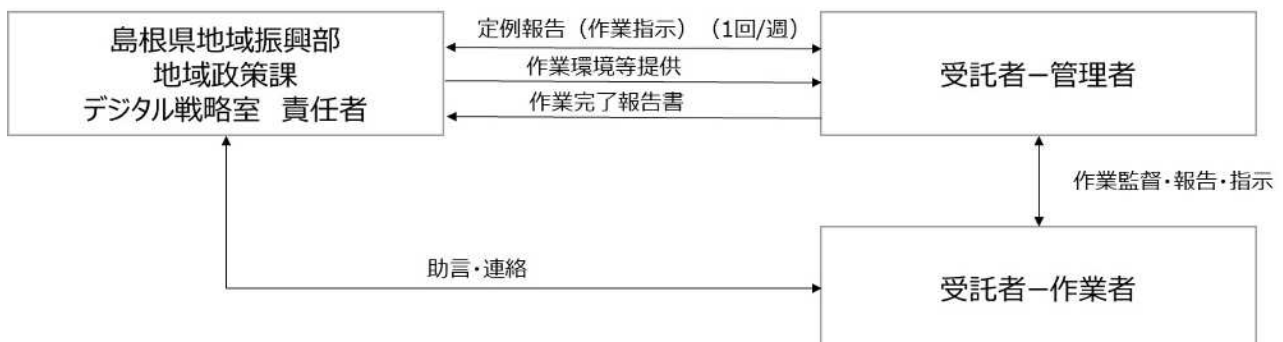 島根県地域振興部
地域政策課
デジタル戦略室 責任者
定例報告（作業指示）（1回/週）
作業環境等提供
作業完了報告書
受託者－管理者
作業監督・報告・指示
助言・連絡
受託者－作業者